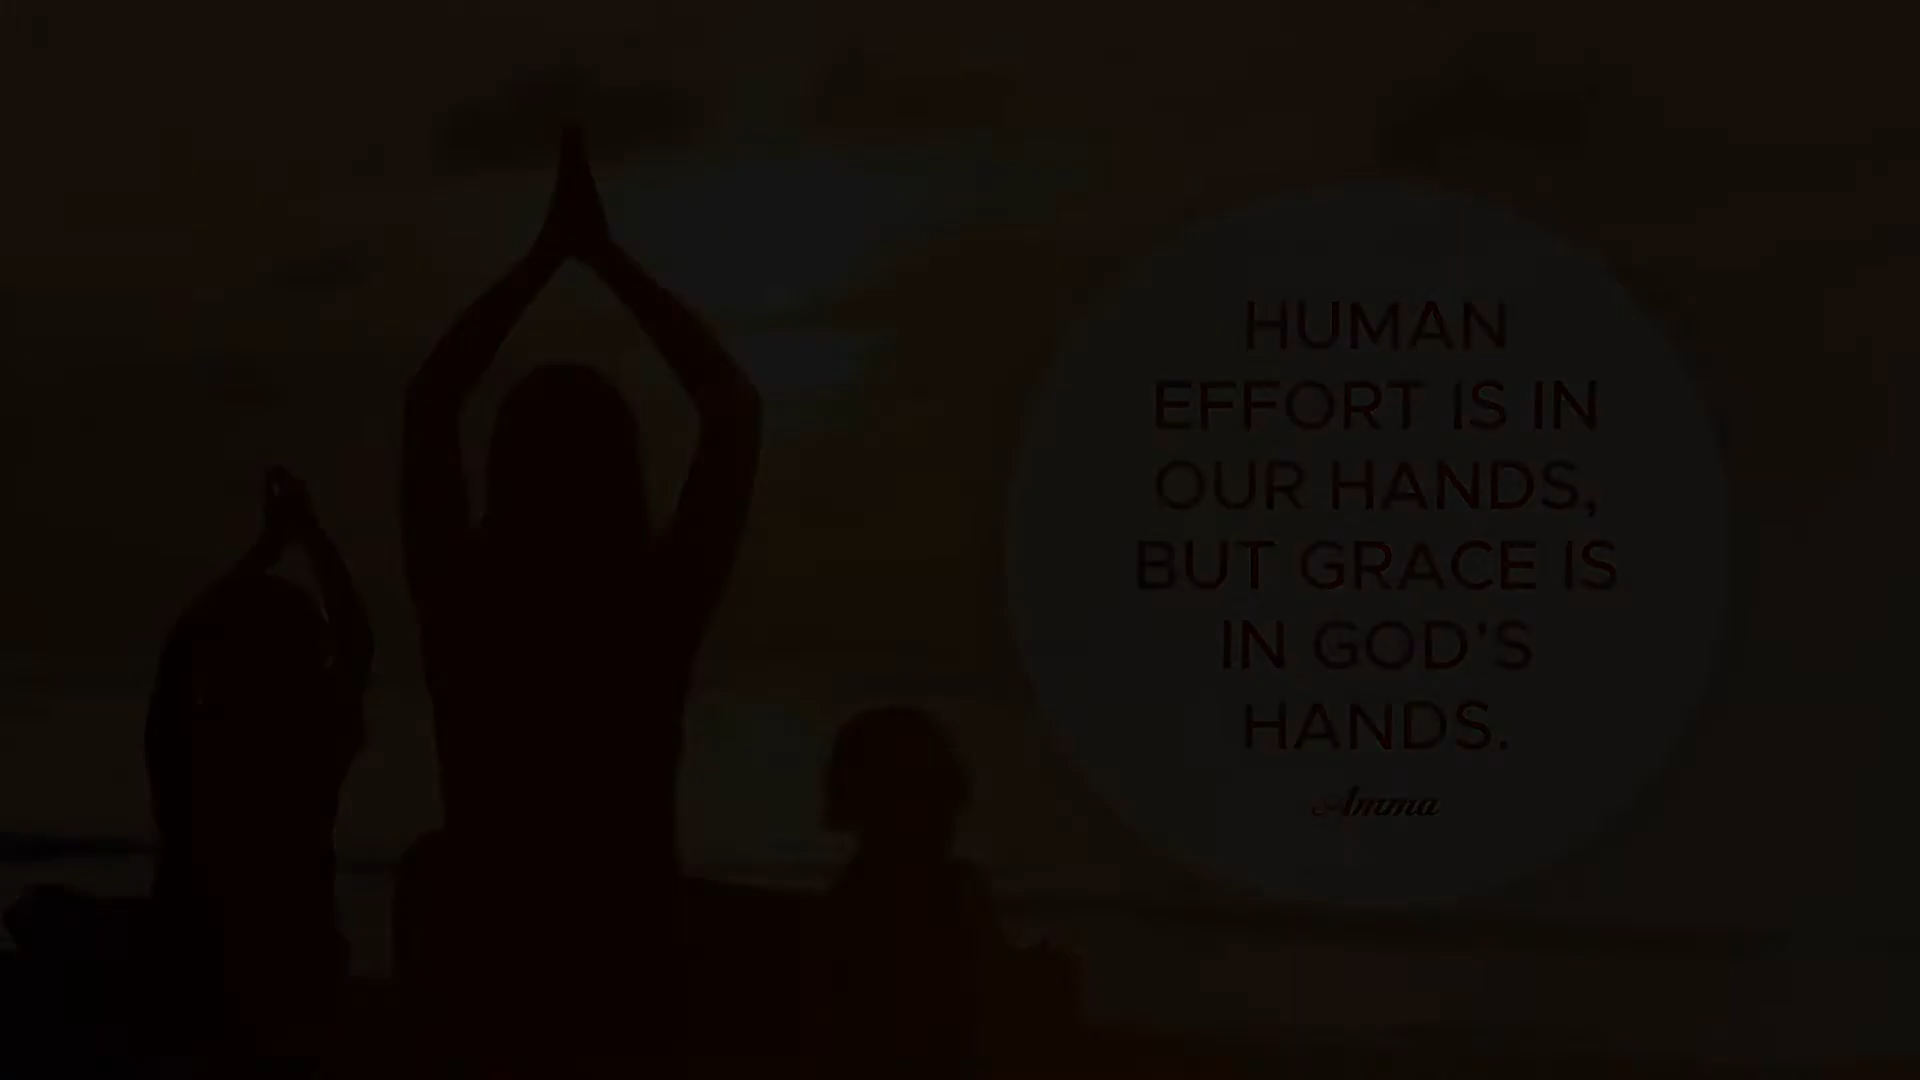 HUMAN
EFFORT IS IN
OUR HANDS,
BUT GRACE IS
IN GOD'S
HANDS.
Amma